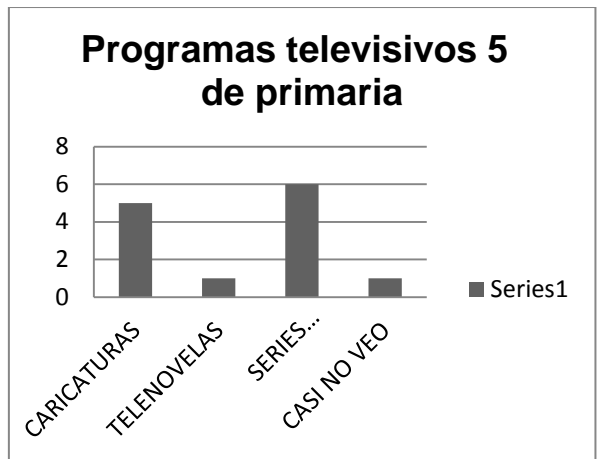 Programas televisivos 5
de primaria
8
6
4
2
0
CARICATURAS
TELENOVELAS
SERIES...
CASI NO VEO
Series1